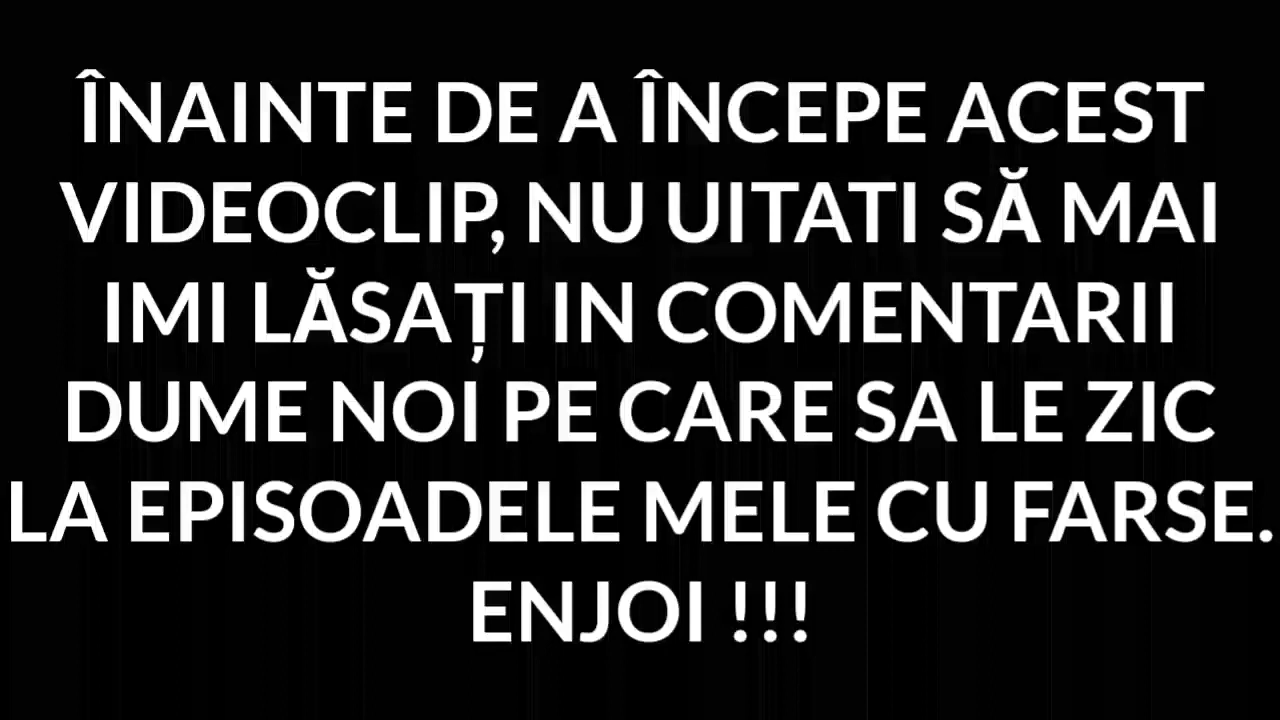 ÎNAINTE DE A ÎNCEPE ACEST
VIDEOCLIP, NU UITATI SĂ MAI
IMI LĂSAȚI IN COMENTARII
DUME NOI PE CARE SA LE ZIC
LA EPISOADELE MELE CU FARSE.
ENJOI !!!